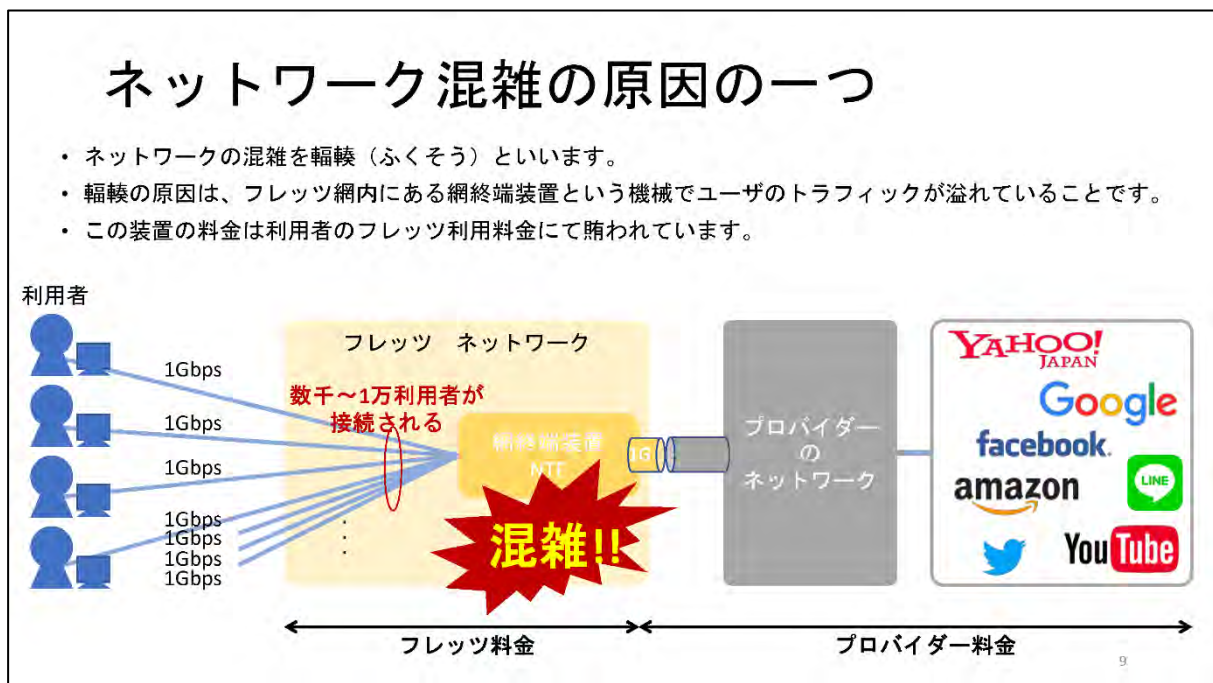 ネットワーク混雑の原因の一つ
• ネットワークの混雑を輻輳（ふくそう）といいます。
• 輻輳の原因は、フレッツ網内にある網終端装置という機械でユーザのトラフィックが溢れていることです。
• この装置の料金は利用者のフレッツ利用料金にて賄われています。
利用者
フレッツ ネットワーク
数千～1万利用者が
接続される
1Gbps
1Gbps
1Gbps
1Gbps
1Gbps
1Gbps
1Gbps
網終端装置
NTE
1G
混雑!!
プロバイダー
の
ネットワーク
YAHOO!
JAPAN
Google
facebook.
amazon
LINE
YouTube
フレッツ料金
プロバイダー料金
9